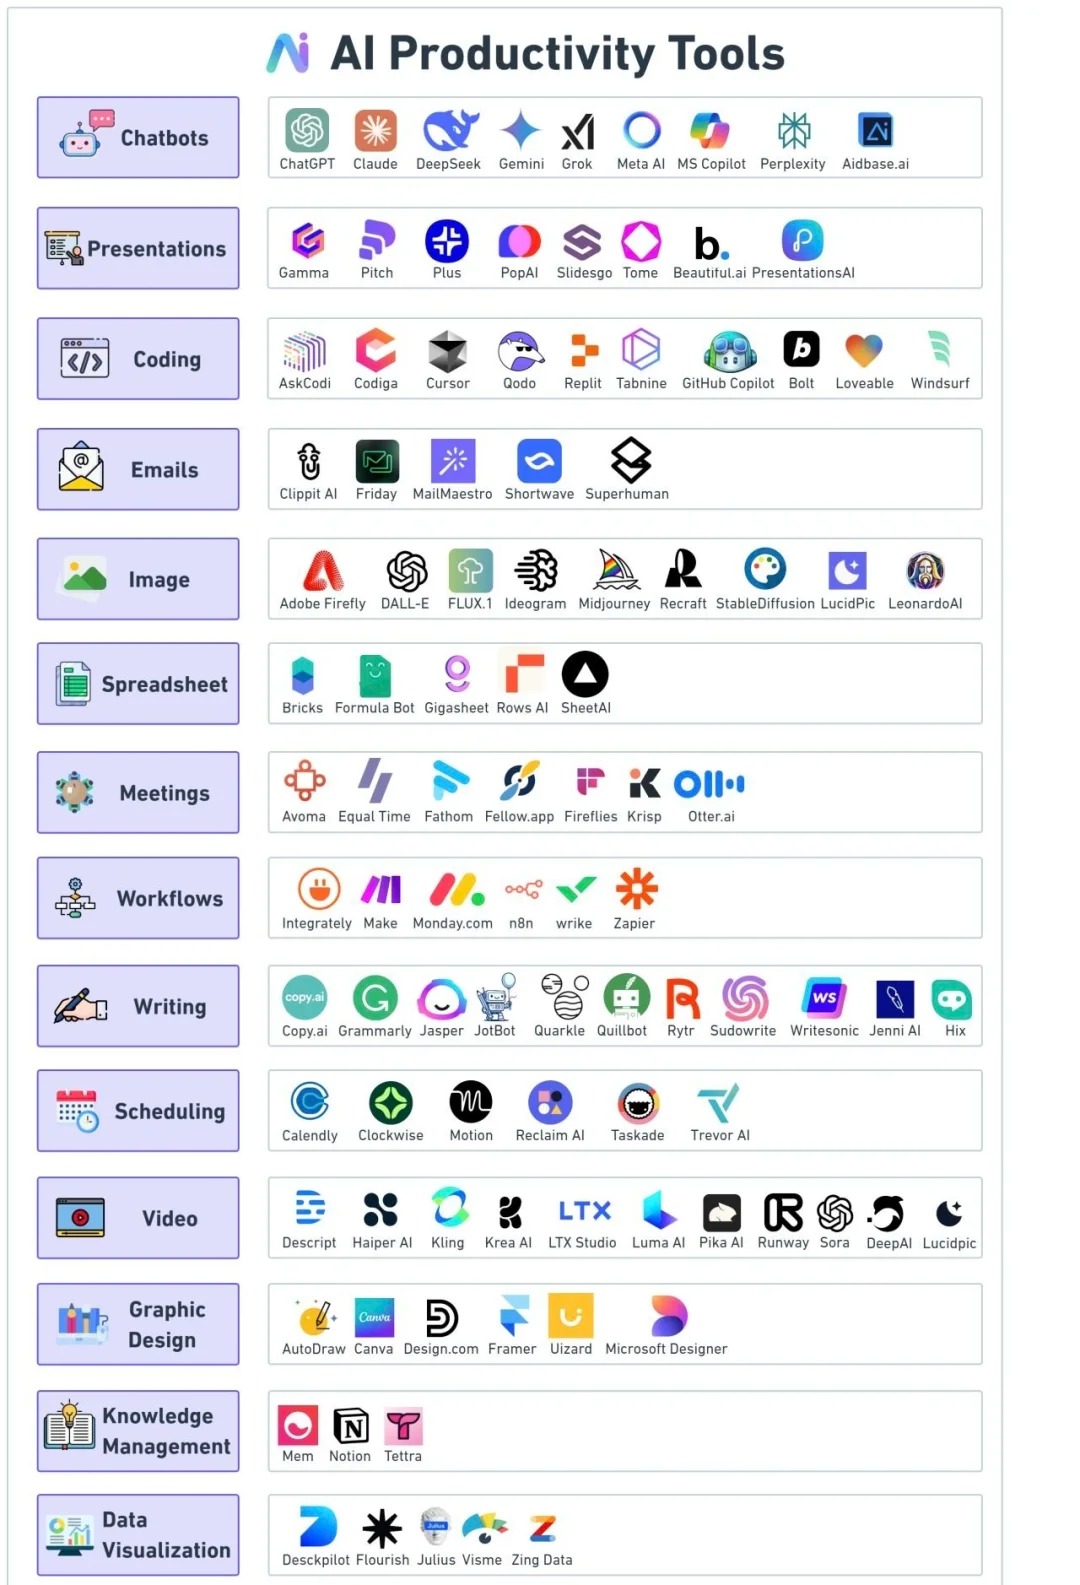 AI Productivity Tools
Chatbots
ChatGPT Claude DeepSeek Gemini Grok Meta AI MS Copilot Perplexity Aidbase.ai
Presentations
Gamma Pitch Plus PopAI Slidesgo Tome Beautiful.ai PresentationsAI
Coding
AskCodi Codiga Cursor Qodo Replit Tabnine GitHub Copilot Bolt Loveable Windsurf
Emails
Clippit AI Friday MailMaestro Shortwave Superhuman
Image
Adobe Firefly DALL-E FLUX.1 Ideogram Midjourney Recraft StableDiffusion LucidPic LeonardoAI
Spreadsheet
Bricks Formula Bot Gigasheet Rows AI SheetAI
Meetings
Avoma Equal Time Fathom Fellow.app Fireflies Krisp Otter.ai
Workflows
Integrately Make Monday.com n8n wrike Zapier
Writing
copy.ai WS
Copy.ai Grammarly Jasper JotBot Quarkle Quillbot Rytr Sudowrite Writesonic Jenni AI Hix
Scheduling
Calendly Clockwise Motion Reclaim AI Taskade Trevor AI
Video
LTX
Descript Haiper AI Kling Krea AI LTX Studio Luma AI Pika AI Runway Sora DeepAI Lucidpic
Graphic
Design
Canva
AutoDraw Canva Design.com Framer Uizard Microsoft Designer
Knowledge
Management
Mem Notion Tettra
Data
Visualization
Julius
Desckpilot Flourish Julius Visme Zing Data